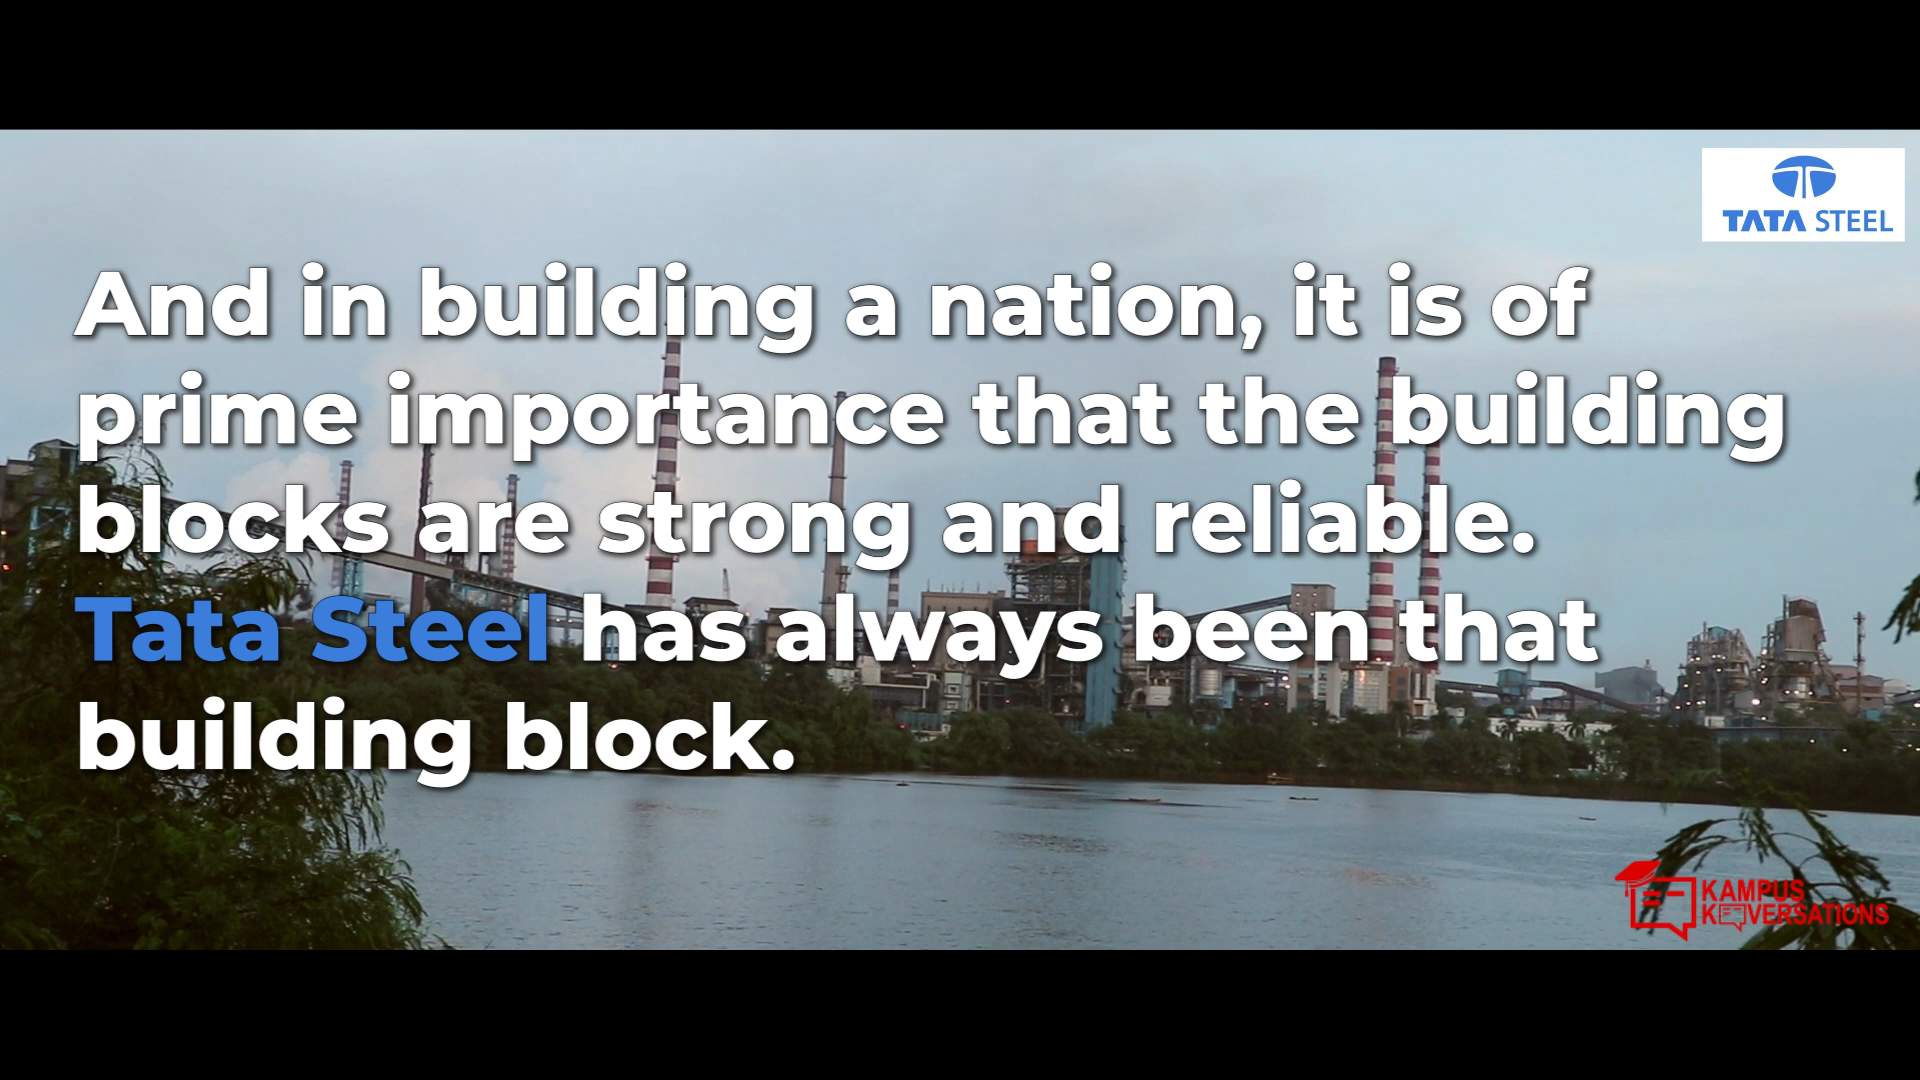 TATA STEEL
And in building a nation, it is of
prime importance that the building
blocks are strong and reliable.
Tata Steel has always been that
building block.
KAMPUS
KONVERSATIONS